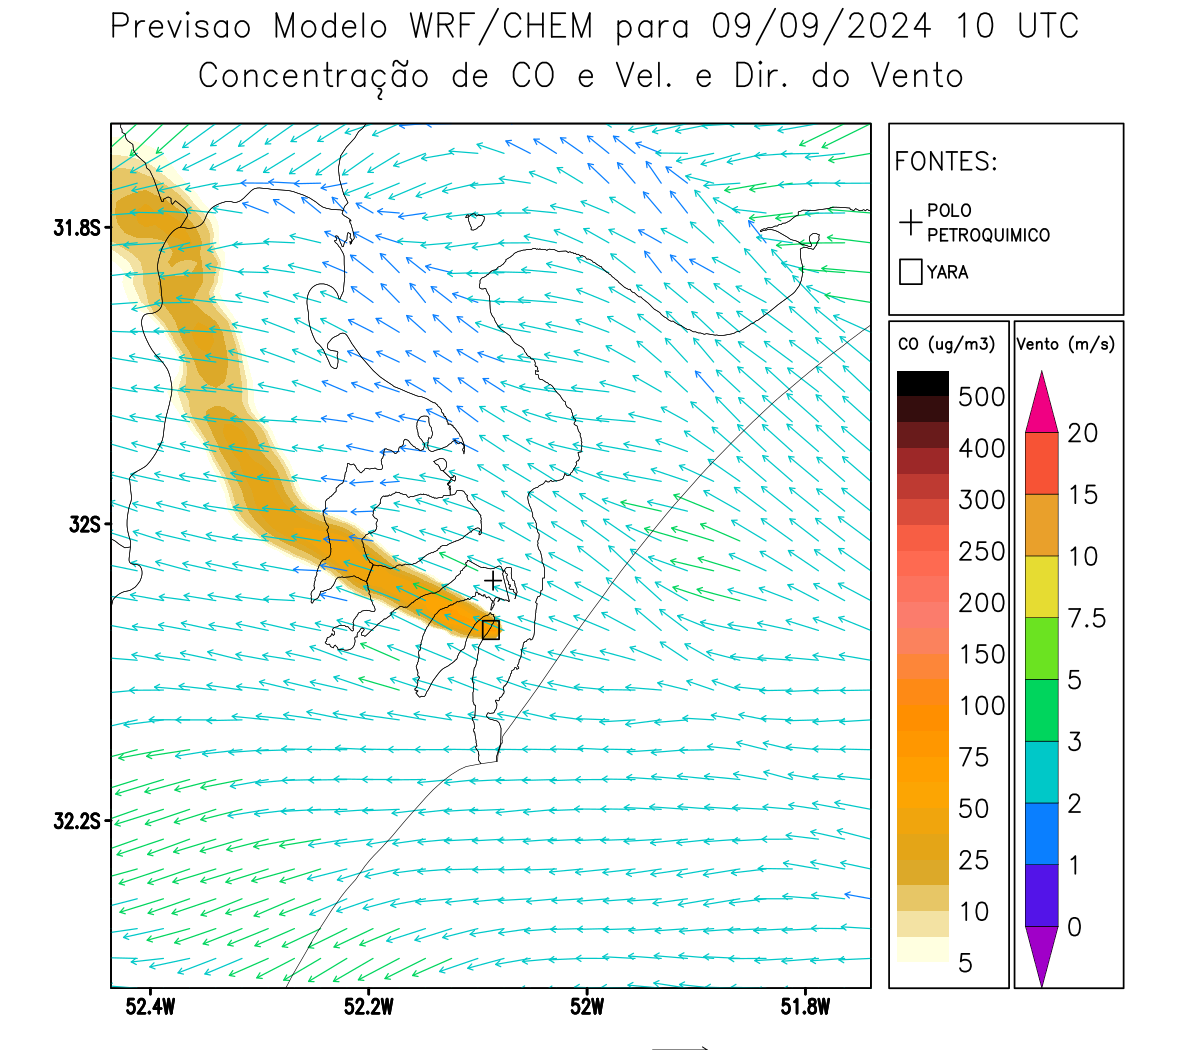 Previsao Modelo WRF/CHEM para 09/09/2024 10 UTC
Concentração de CO e Vel. e Dir. do Vento
FONTES:
POLO
PETROQUIMICO
YARA
CO (ug/m3)
500
400
300
250
200
150
100
75
50
25
10
5
Vento (m/s)
20
15
10
7.5
5
3
2
1
0
31.8S
32S
32.2S
52.4W
52.2W
52W
51.8W